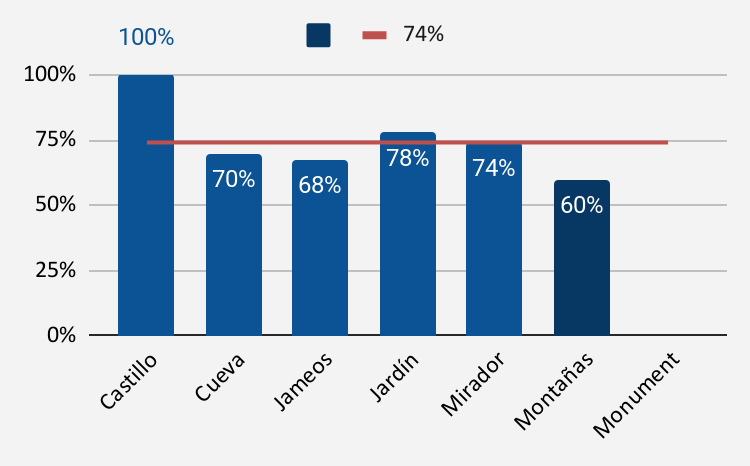 100%
74%
100%
75%
50%
25%
0%
70%
68%
78%
74%
60%
Castillo
Cueva
Jameos
Jardín
Mirador
Montañas
Monument